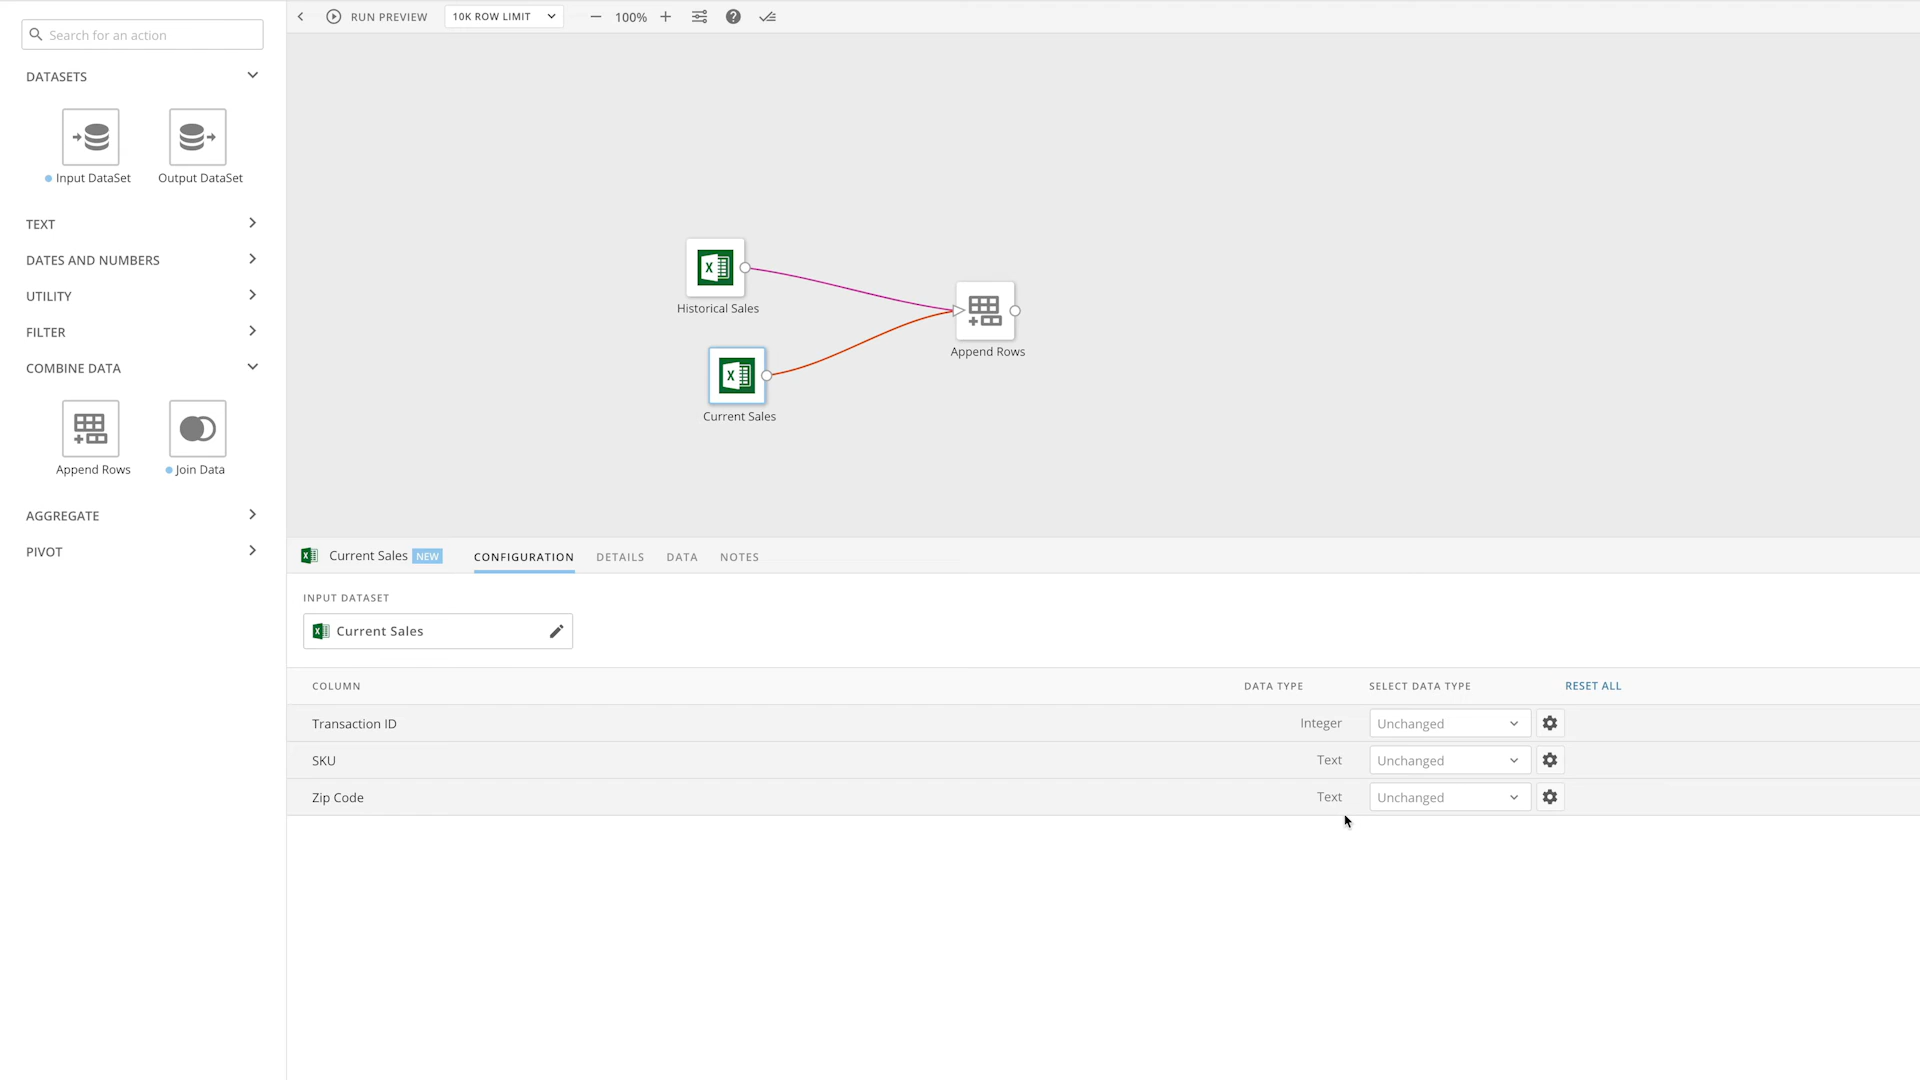 Search for an action
DATASETS
Input DataSet
Output DataSet
TEXT
DATES AND NUMBERS
UTILITY
FILTER
COMBINE DATA
Append Rows
Join Data
AGGREGATE
PIVOT
RUN PREVIEW
10K ROW LIMIT
100%
Historical Sales
Current Sales
Append Rows
Current Sales NEW
CONFIGURATION
DETAILS
DATA
NOTES
INPUT DATASET
Current Sales
COLUMN DATA TYPE SELECT DATA TYPE RESET ALL
Transaction ID Integer Unchanged
SKU Text Unchanged
Zip Code Text Unchanged